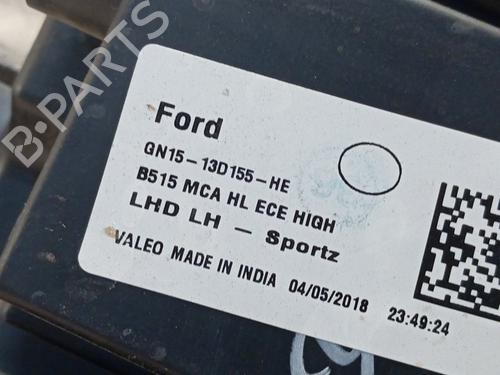 B-PARTS
Ford
GN15-13D155-HE
B515 MCA HL ECE HIGH
LHD LH - Sportz
VALEO MADE IN INDIA 04/05/2018 23:49:24